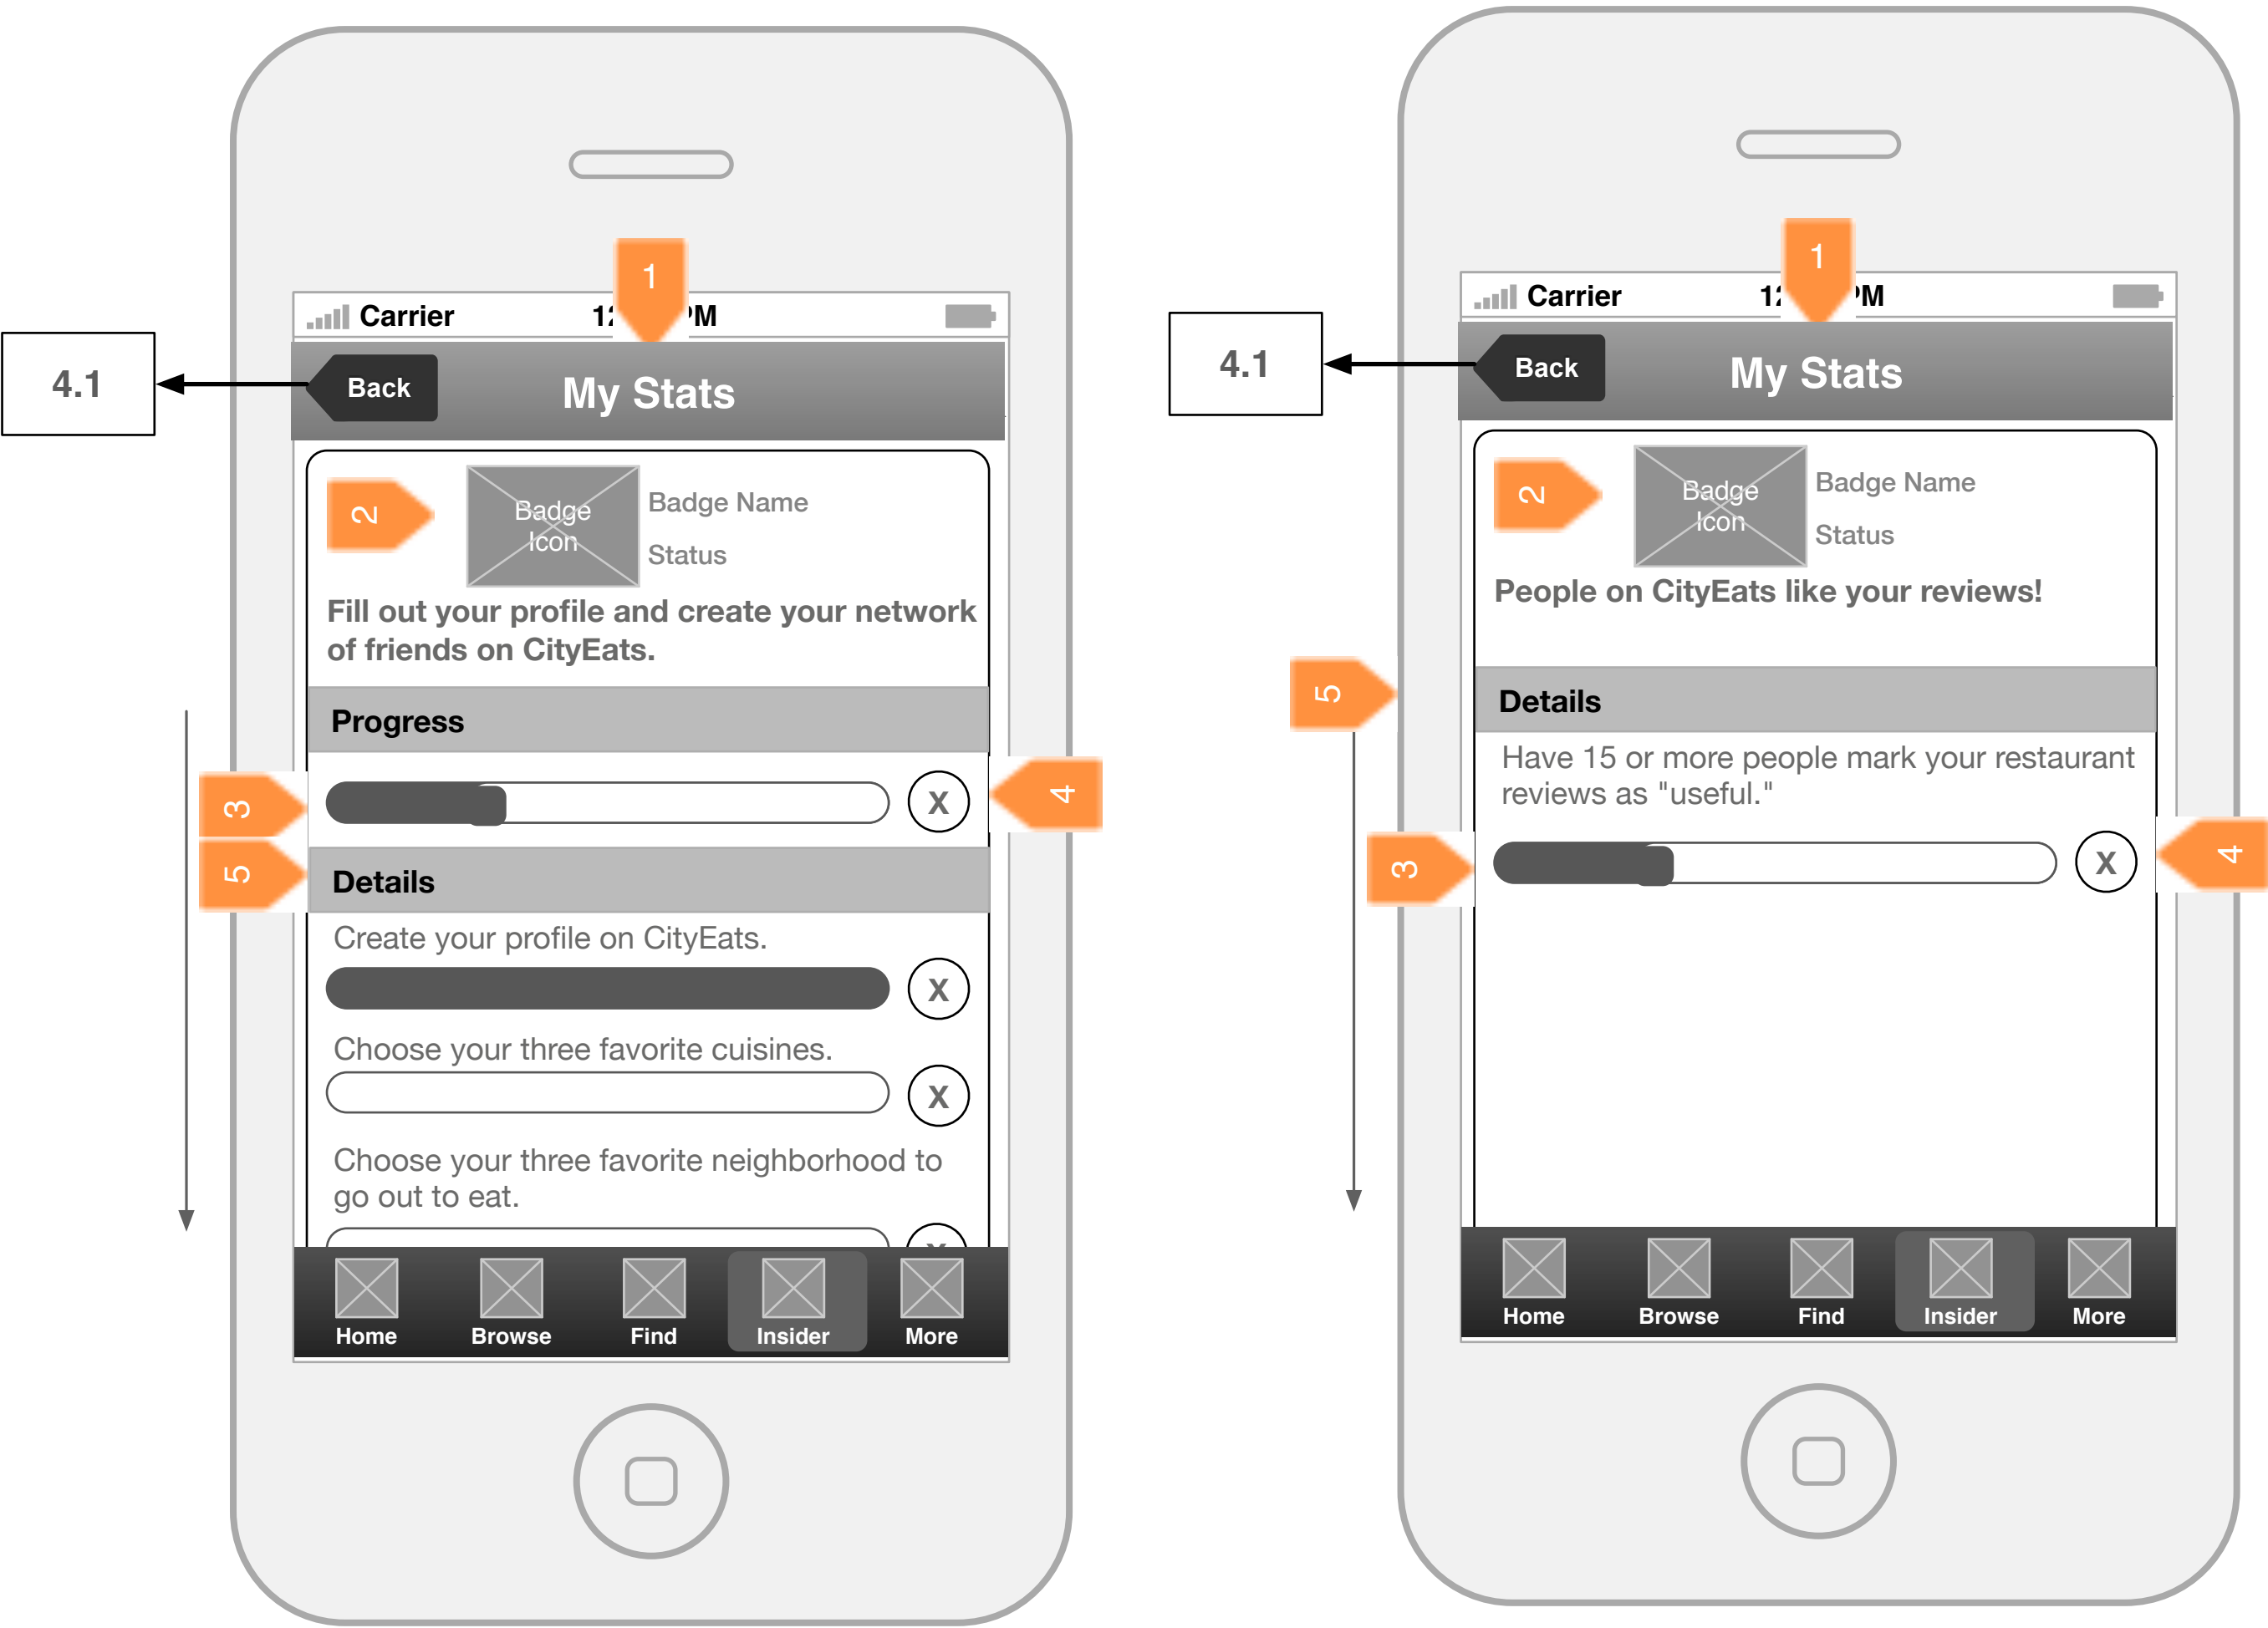 1
Carrier
12
PM
4.1
Back
My Stats
2
Badge
Icon
Badge Name
Status
Fill out your profile and create your network
of friends on CityEats.
Progress
3
X
4
5
Details
Create your profile on CityEats.
X
Choose your three favorite cuisines.
X
Choose your three favorite neighborhood to
go out to eat.
Home
Browse
Find
Insider
More
1
Carrier
12
PM
4.1
Back
My Stats
2
Badge
Icon
Badge Name
Status
People on CityEats like your reviews!
5
Details
Have 15 or more people mark your restaurant
reviews as "useful."
3
X
4
Home
Browse
Find
Insider
More